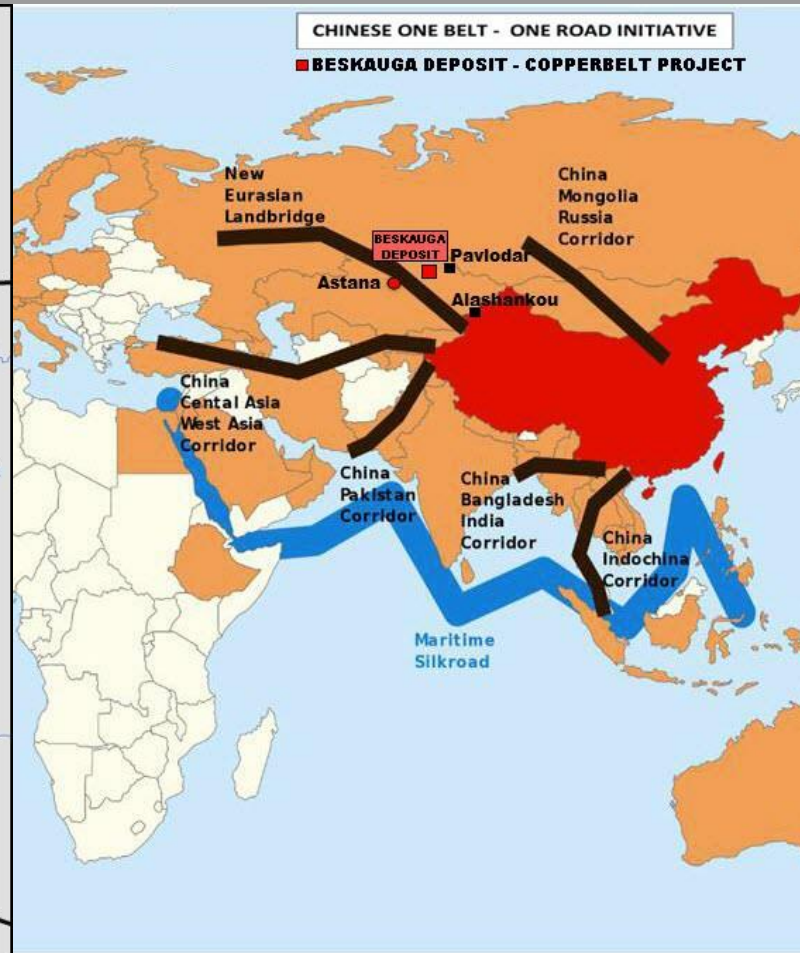 CHINESE ONE BELT - ONE ROAD INITIATIVE
BESKAUGA DEPOSIT - COPPERBELT PROJECT
New
Eurasian
Landbridge
China
Mongolia
Russia
Corridor
BESKAUGA
DEPOSIT
Pavlodar
Astana
Alashankou
China
Cental Asia
West Asia
Corridor
China
Pakistan
Corridor
China
Bangladesh
India
Corridor
China
Indochina
Corridor
Maritime
Silkroad